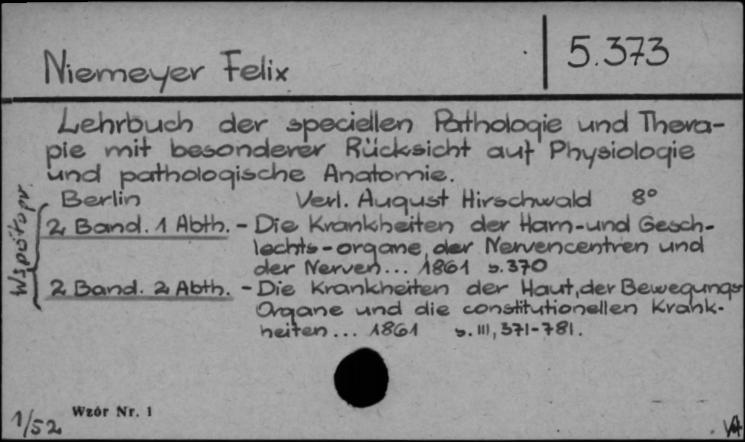 Niemeyer Felix
5.373
Lehrbuch der speciellen Pathologie und Thera-
pie mit besonderer Rücksicht auf Physiologie
und pathologische Anatomie.
Berlin Verl. August Hirschwald 8°
Współopr.
2 Band. 1 Abth. - Die Krankheiten der Harn-und Gesch-
lechts-organe, der Nervencentren und
der Nerven... 1861 s.370
2 Band. 2 Abth. - Die Krankheiten der Haut, der Bewegungs
Organe und die constitutionellen Krank-
heiten... 1861 s. III, 371-781.
1/52
Wzór Nr. 1